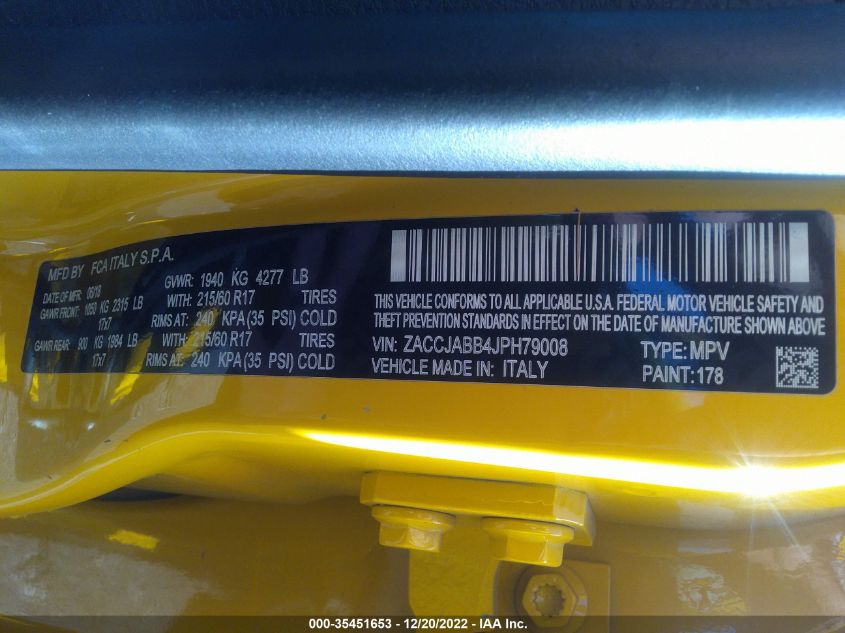 MFD BY FCA ITALY S.P.A.
DATE OF MFR: 06/18 GVWR: 1940 KG 4277 LB
GAWR FRONT: 1050 KG 2315 LB WITH: 215/60 R17 TIRES
17x7 RIMS AT: 240 KPA(35 PSI) COLD
GAWR REAR: 900 KG 1984 LB WITH: 215/60 R17 TIRES
17x7 RIMS AT: 240 KPA(35 PSI) COLD
THIS VEHICLE CONFORMS TO ALL APPLICABLE U.S.A. FEDERAL MOTOR VEHICLE SAFETY AND
THEFT PREVENTION STANDARDS IN EFFECT ON THE DATE OF MANUFACTURE SHOWN ABOVE
VIN: ZACCJABB4JPH79008 TYPE: MPV
VEHICLE MADE IN: ITALY PAINT: 178
000-35451653 - 12/20/2022 - IAA Inc.